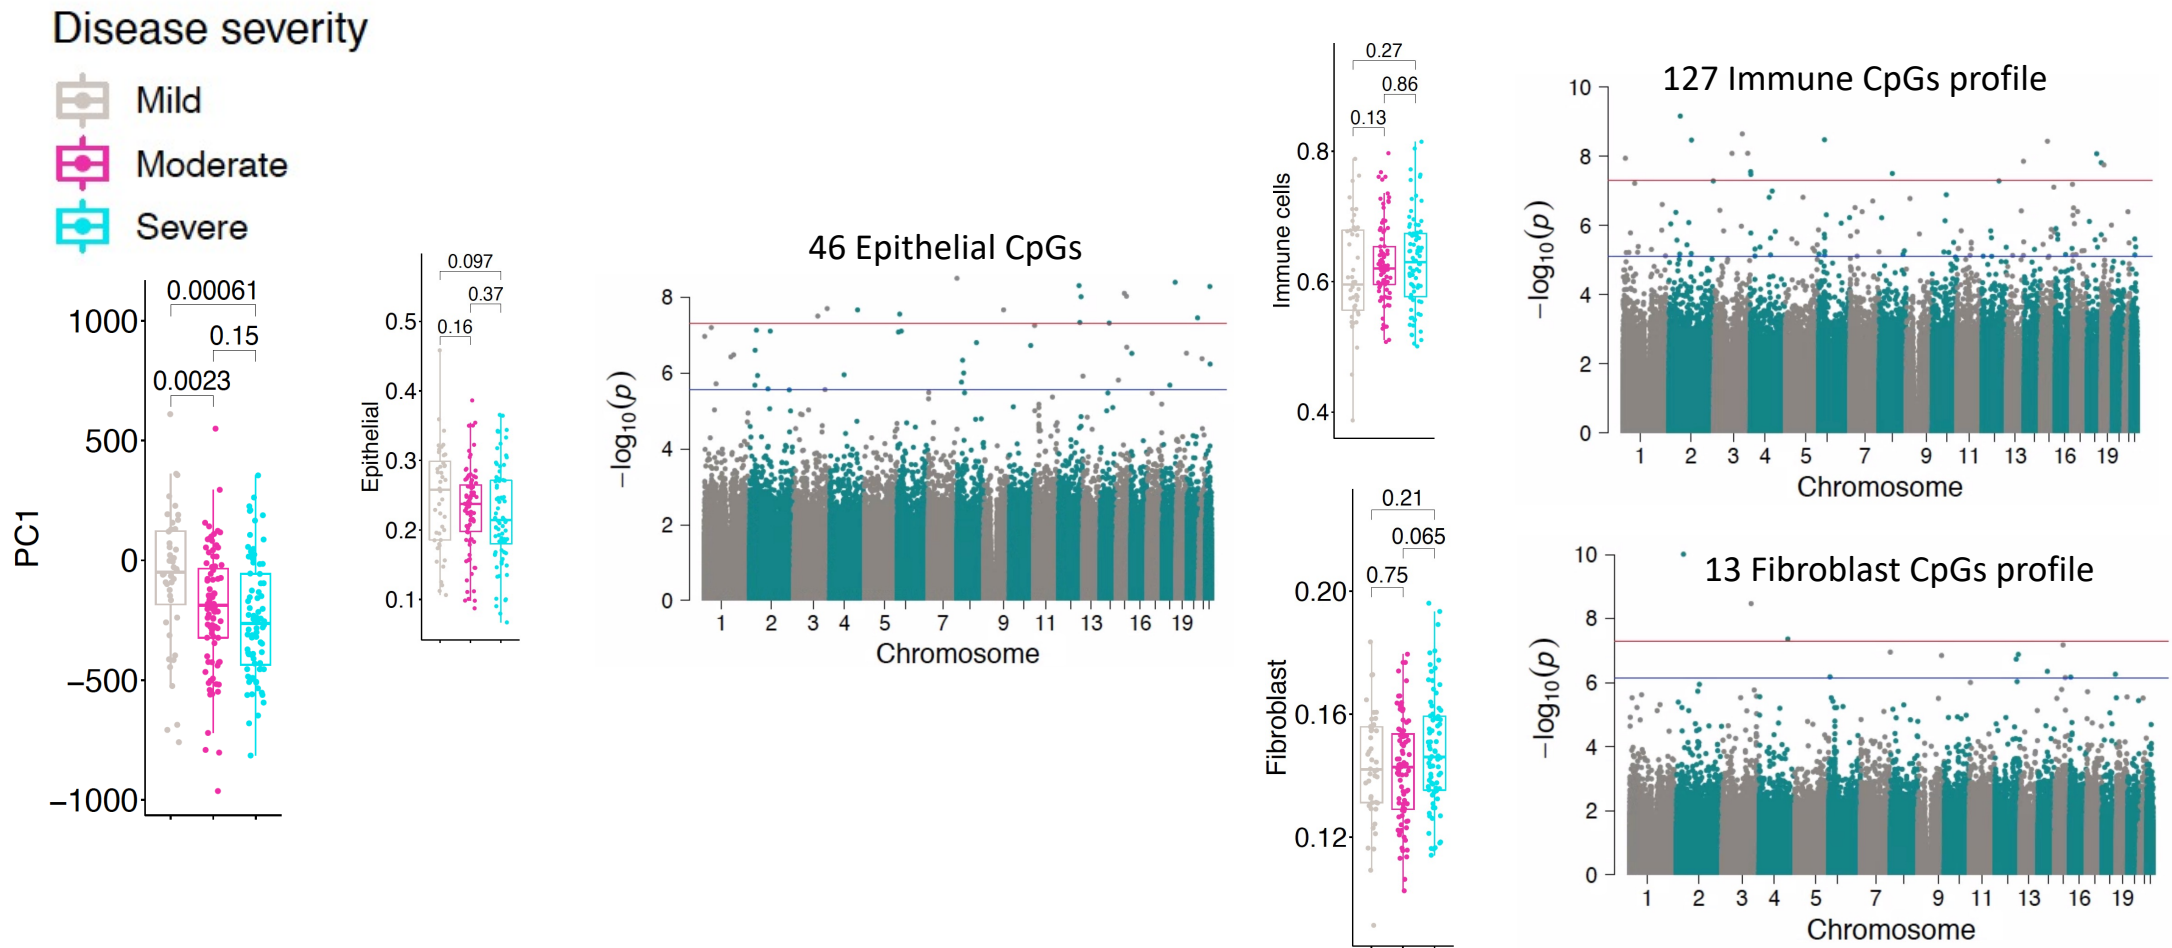 Disease severity
Mild
Moderate
Severe
PC1
1000
500
0
−500
−1000
0.00061
0.15
0.0023
Epithelial
0.5
0.4
0.3
0.2
0.1
0.097
0.37
0.16
46 Epithelial CpGs
−log10(p)
8
6
4
2
0
1 2 3 4 5 7 9 11 13 16 19
Chromosome
Immune cells
0.8
0.6
0.4
0.27
0.86
0.13
127 Immune CpGs profile
−log10(p)
10
8
6
4
2
0
1 2 3 4 5 7 9 11 13 15 19
Chromosome
Fibroblast
0.20
0.16
0.12
0.21
0.065
0.75
13 Fibroblast CpGs profile
−log10(p)
10
8
6
4
2
0
1 2 3 4 5 7 9 11 13 16 19
Chromosome